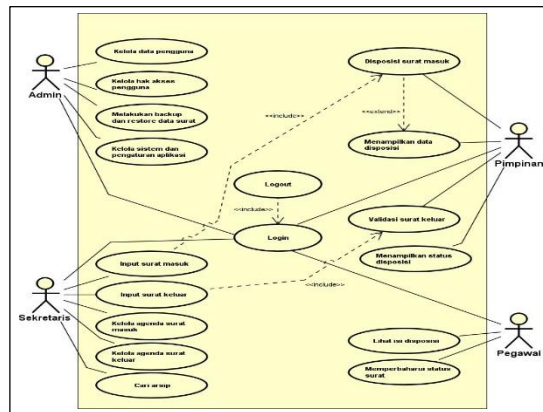 Kelola data pengguna
Kelola hak akses
pengguna
Melakukan backup
dan restore data surat
Kelola sistem dan
pengaturan aplikasi
Admin
Disposisi surat masuk
<<include>>
<<extend>>
Menampilkan data
disposisi
Pimpinan
Logout
<<include>>
Login
Validasi surat keluar
Menampilkan status
disposisi
<<include>>
Input surat masuk
Input surat keluar
Kelola agenda surat
masuk
Kelola agenda surat
keluar
Cari arsip
Sekretaris
Lihat isi disposisi
Memperbaharui status
surat
Pegawai